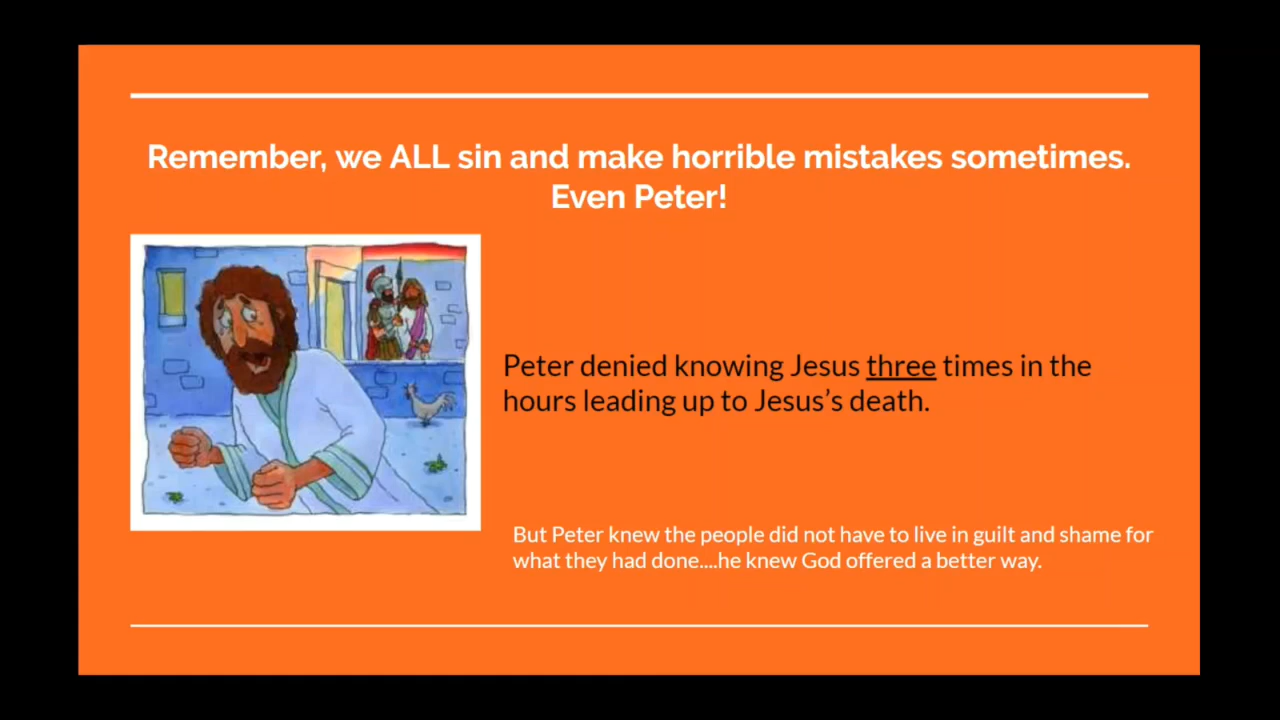 Remember, we ALL sin and make horrible mistakes sometimes.
Even Peter!
Peter denied knowing Jesus three times in the
hours leading up to Jesus’s death.
But Peter knew the people did not have to live in guilt and shame for
what they had done....he knew God offered a better way.